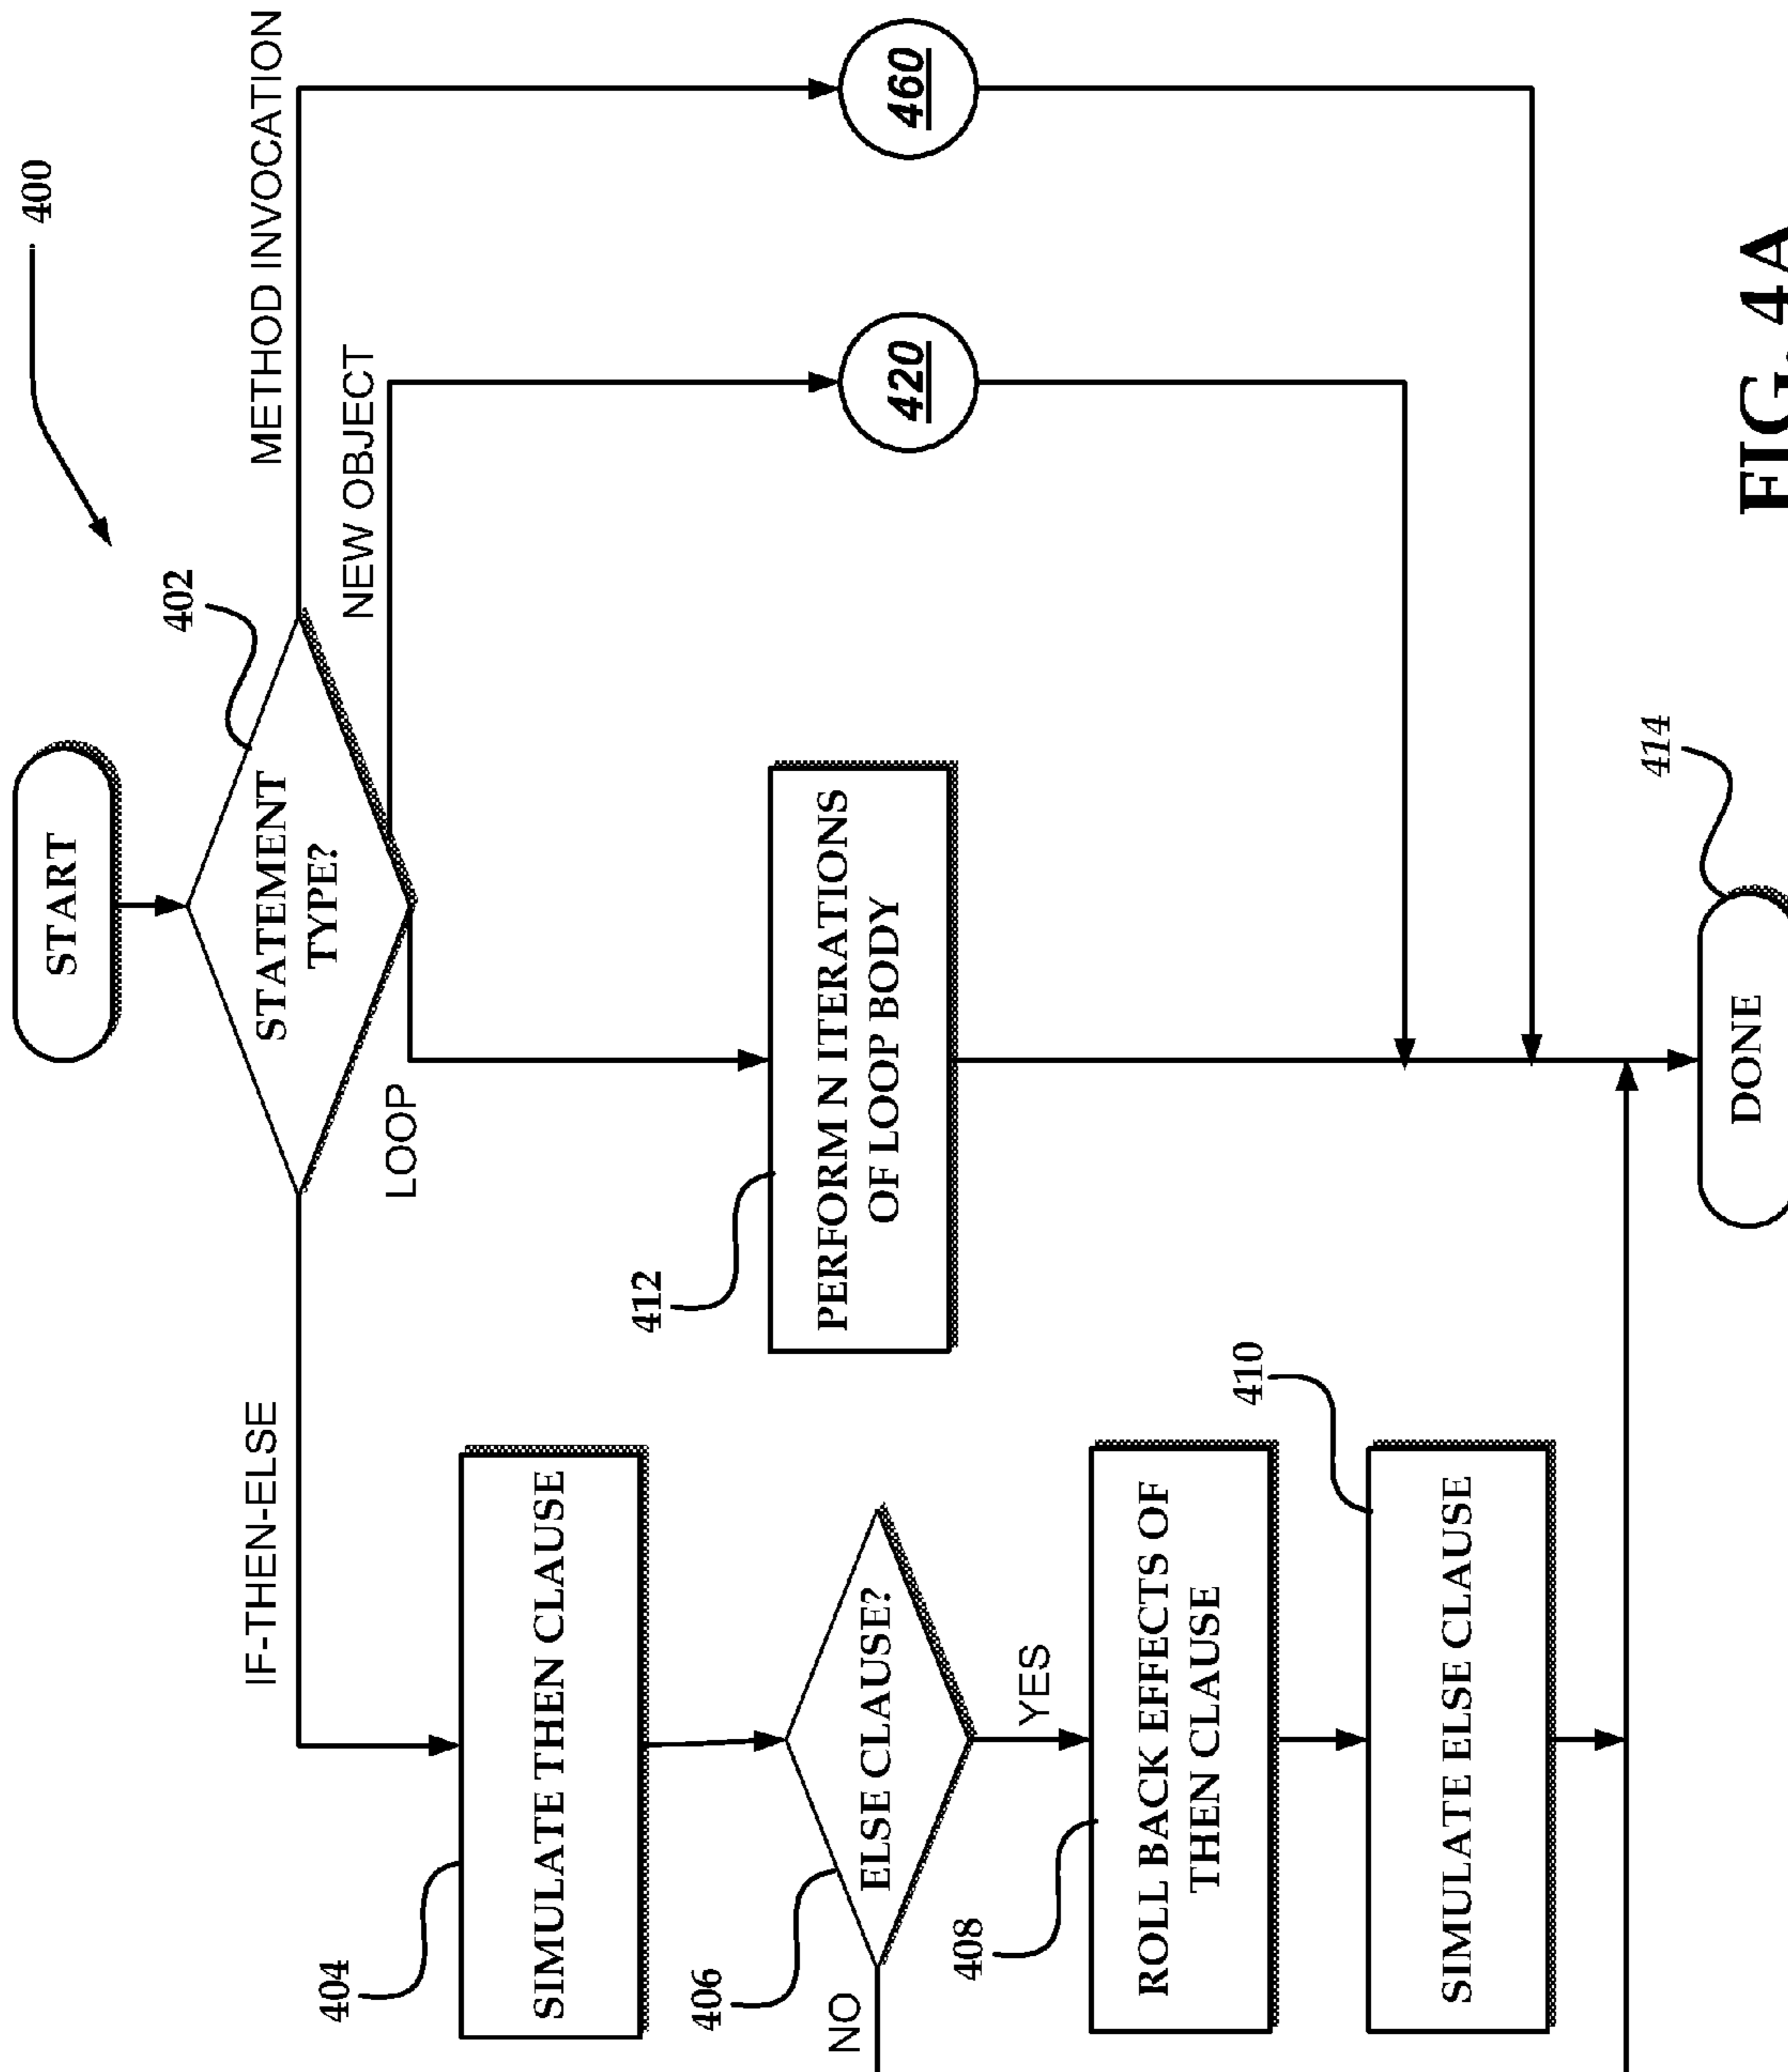 400
START
402
STATEMENT
TYPE?
IF-THEN-ELSE
METHOD INVOCATION
NEW OBJECT
LOOP
404
SIMULATE THEN CLAUSE
412
PERFORM N ITERATIONS
OF LOOP BODY
420
460
406
ELSE CLAUSE?
NO
YES
408
ROLL BACK EFFECTS OF
THEN CLAUSE
410
SIMULATE ELSE CLAUSE
414
DONE
FIG. 4A